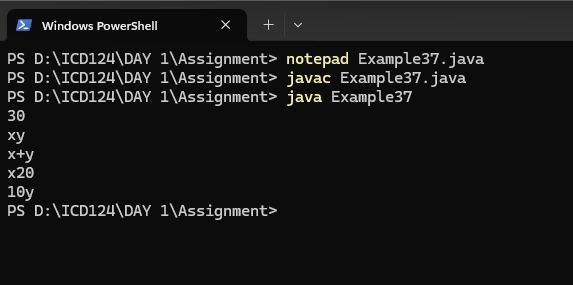 Windows PowerShell
PS D:\ICD124\DAY 1\Assignment> notepad Example37.java
PS D:\ICD124\DAY 1\Assignment> javac Example37.java
PS D:\ICD124\DAY 1\Assignment> java Example37
30
xy
x+y
x20
10y
PS D:\ICD124\DAY 1\Assignment>